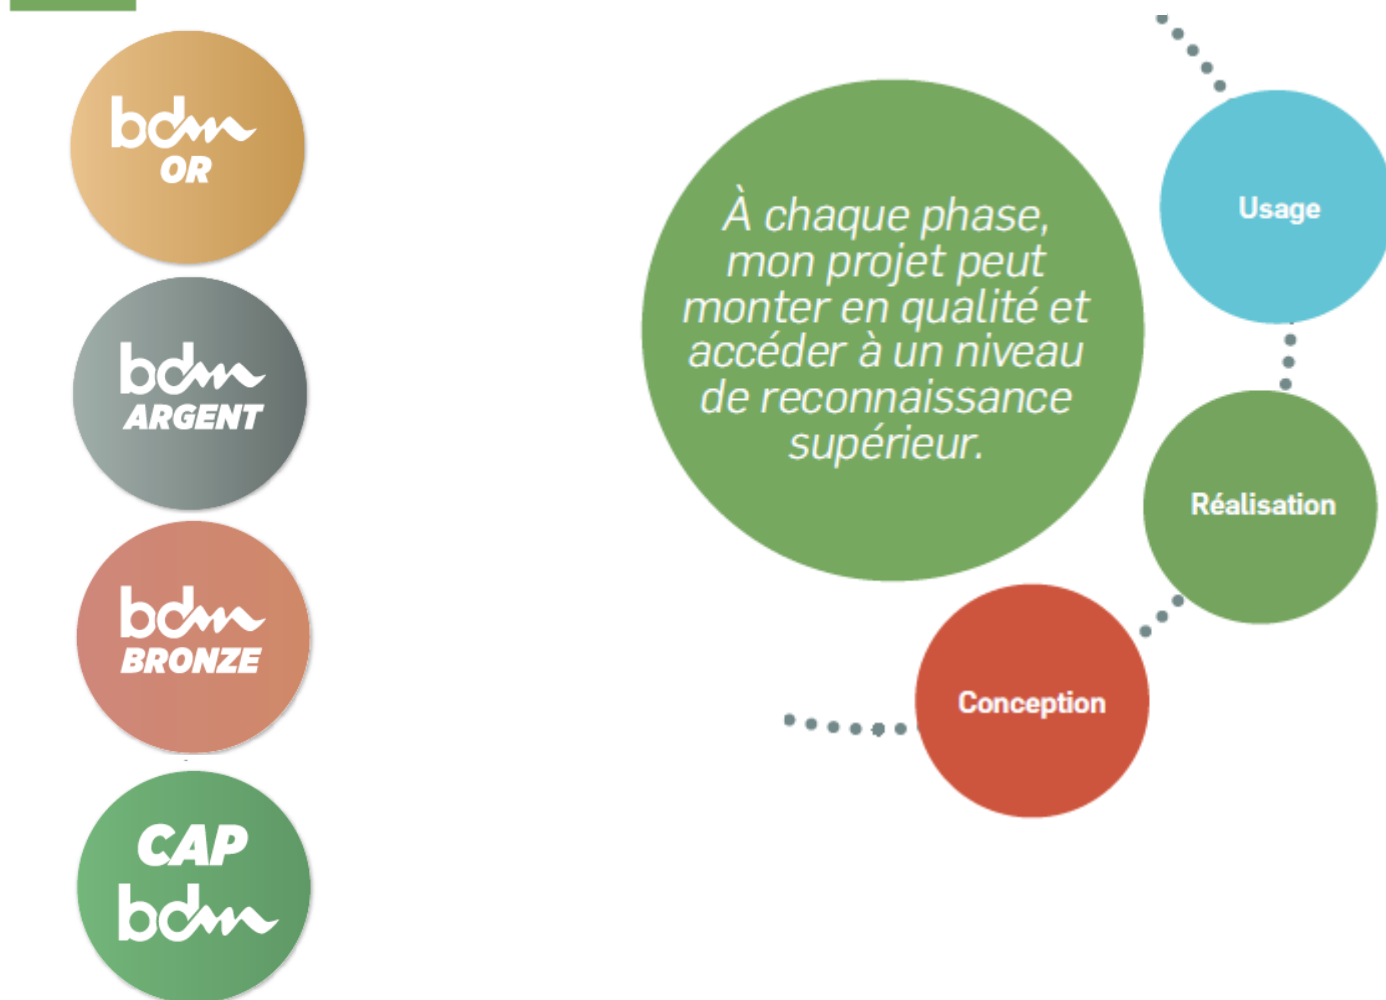 bdm
OR
bdm
ARGENT
bdm
BRONZE
CAP
bdm
À chaque phase,
mon projet peut
monter en qualité et
accéder à un niveau
de reconnaissance
supérieur.
Usage
Réalisation
Conception